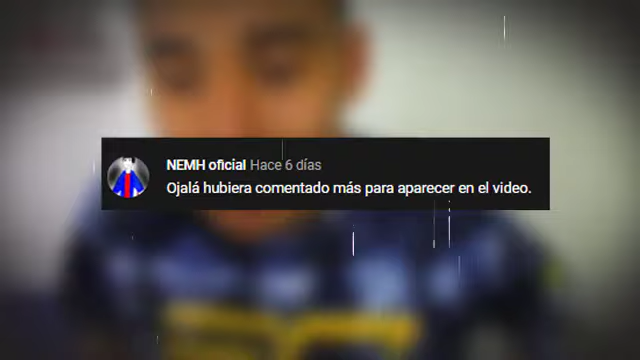 NEMH oficial Hace 6 días
Ojalá hubiera comentado más para aparecer en el video.